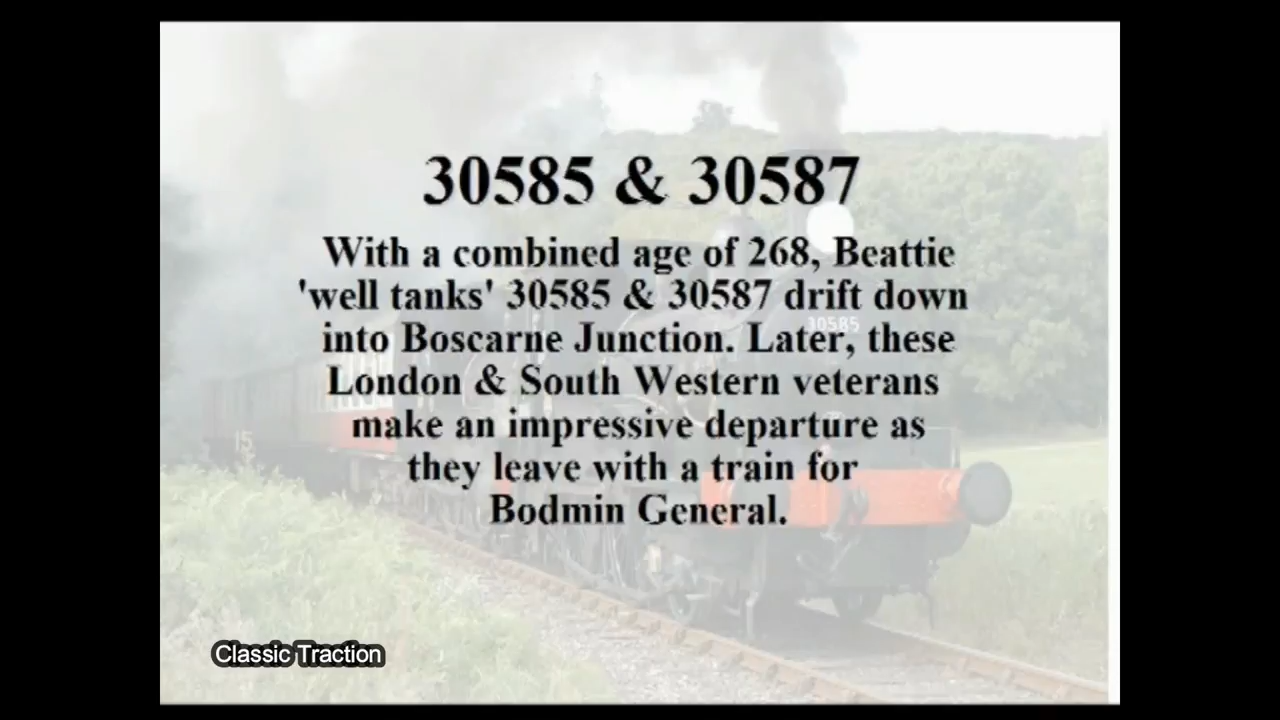 30585 & 30587
With a combined age of 268, Beattie
'well tanks' 30585 & 30587 drift down
into Boscarne Junction. Later, these
London & South Western veterans
make an impressive departure as
they leave with a train for
Bodmin General.
30585
15
Classic Traction